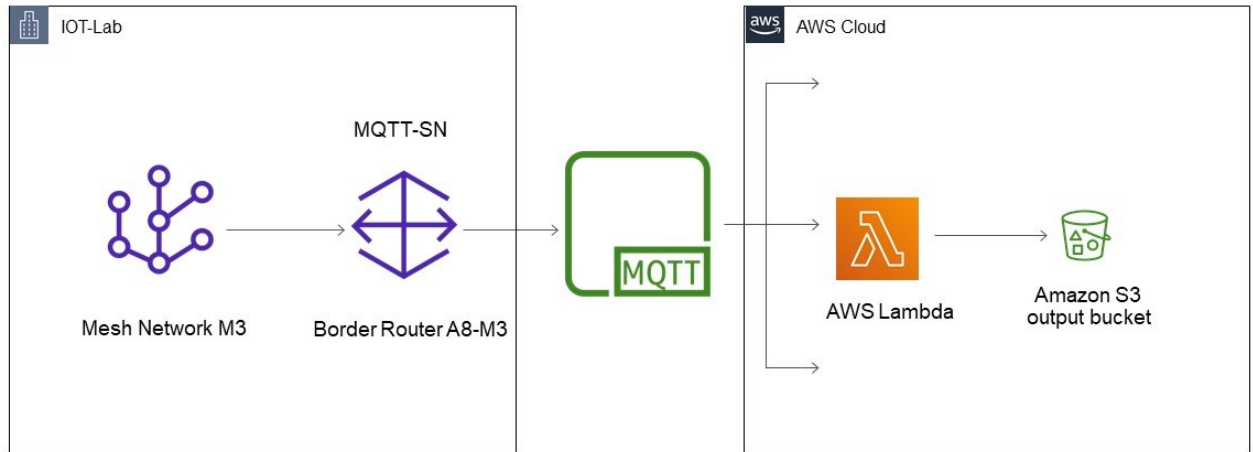 IOT-Lab
aws
AWS Cloud
MQTT-SN
MQTT
Mesh Network M3
Border Router A8-M3
AWS Lambda
Amazon S3
output bucket